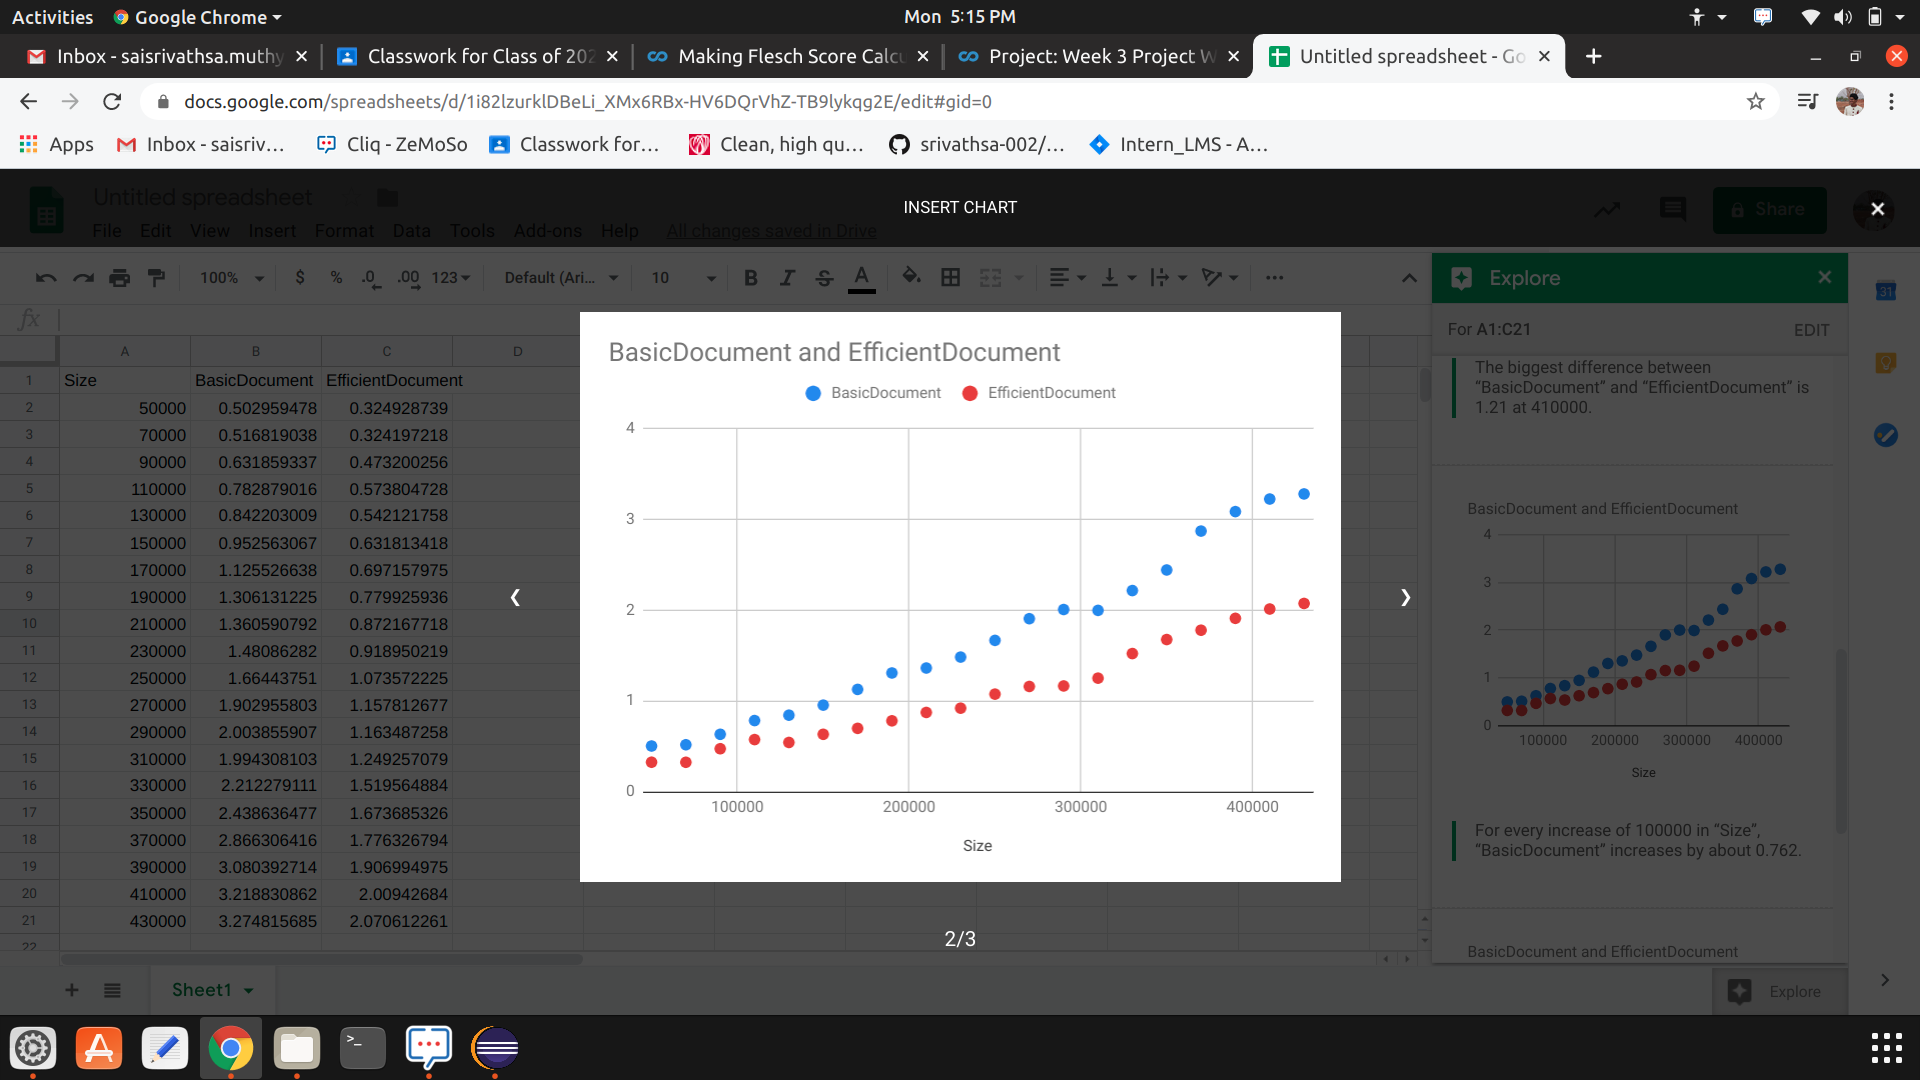 Activities Google Chrome Mon 5:15 PM
Inbox - saisrivathsa.muthy Classwork for Class of 202 Making Flesch Score Calcu Project: Week 3 Project W Untitled spreadsheet - Go
docs.google.com/spreadsheets/d/1i82lzurklDBeLi_XMx6RBx-HV6DQrVhZ-TB9lykqg2E/edit#gid=0
Apps Inbox - saisriv... Cliq - ZeMoSo Classwork for... Clean, high qu... srivathsa-002/... Intern_LMS - A...
Untitled spreadsheet
INSERT CHART
Share
File Edit View Insert Format Data Tools Add-ons Help All changes saved in Drive
100% $ % .0 .00 123 Default (Ari... 10 B I S A
Explore
fx
For A1:C21 EDIT
A B C D
1 Size BasicDocument EfficientDocument
2 50000 0.502959478 0.324928739
3 70000 0.516819038 0.324197218
4 90000 0.631859337 0.473200256
5 110000 0.782879016 0.573804728
6 130000 0.842203009 0.542121758
7 150000 0.952563067 0.631813418
8 170000 1.125526638 0.697157975
9 190000 1.306131225 0.779925936
10 210000 1.360590792 0.872167718
11 230000 1.48086282 0.918950219
12 250000 1.66443751 1.073572225
13 270000 1.902955803 1.157812677
14 290000 2.003855907 1.163487258
15 310000 1.994308103 1.249257079
16 330000 2.212279111 1.519564884
17 350000 2.438636477 1.673685326
18 370000 2.866306416 1.776326794
19 390000 3.080392714 1.906994975
20 410000 3.218830862 2.00942684
21 430000 3.274815685 2.070612261
22
BasicDocument and EfficientDocument
BasicDocument EfficientDocument
4
3
2
1
0
100000 200000 300000 400000
Size
2/3
The biggest difference between
“BasicDocument” and “EfficientDocument” is
1.21 at 410000.
BasicDocument and EfficientDocument
4
3
2
1
0
100000 200000 300000 400000
Size
For every increase of 100000 in “Size”,
“BasicDocument” increases by about 0.762.
BasicDocument and EfficientDocument
31
Sheet1
Explore
>_